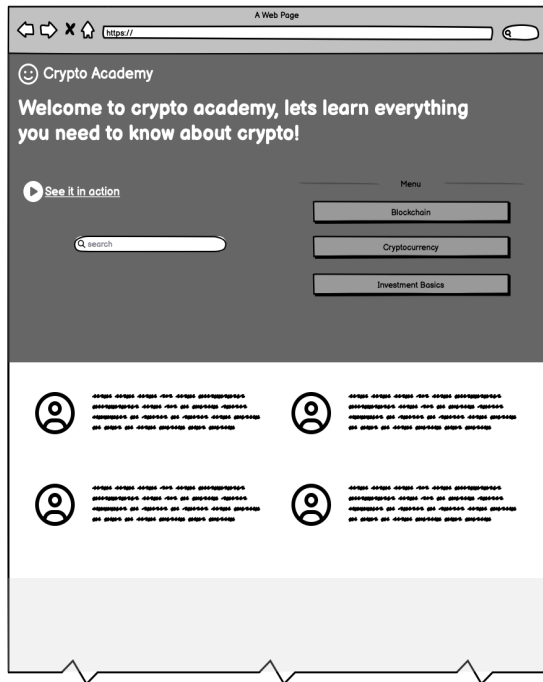 A Web Page
https://
Crypto Academy
Welcome to crypto academy, lets learn everything
you need to know about crypto!
See it in action
search
Menu
Blockchain
Cryptocurrency
Investment Basics